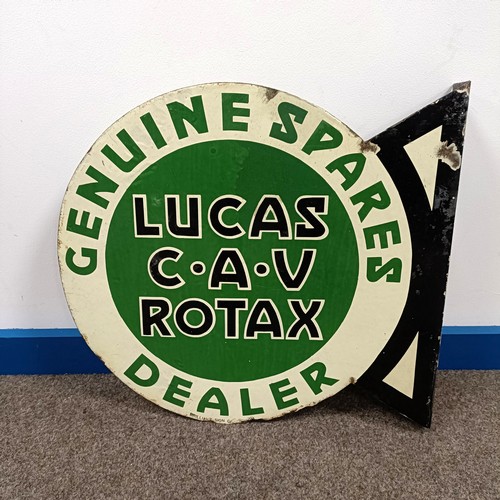 GENUINE SPARES
LUCAS
C·A·V
ROTAX
DEALER